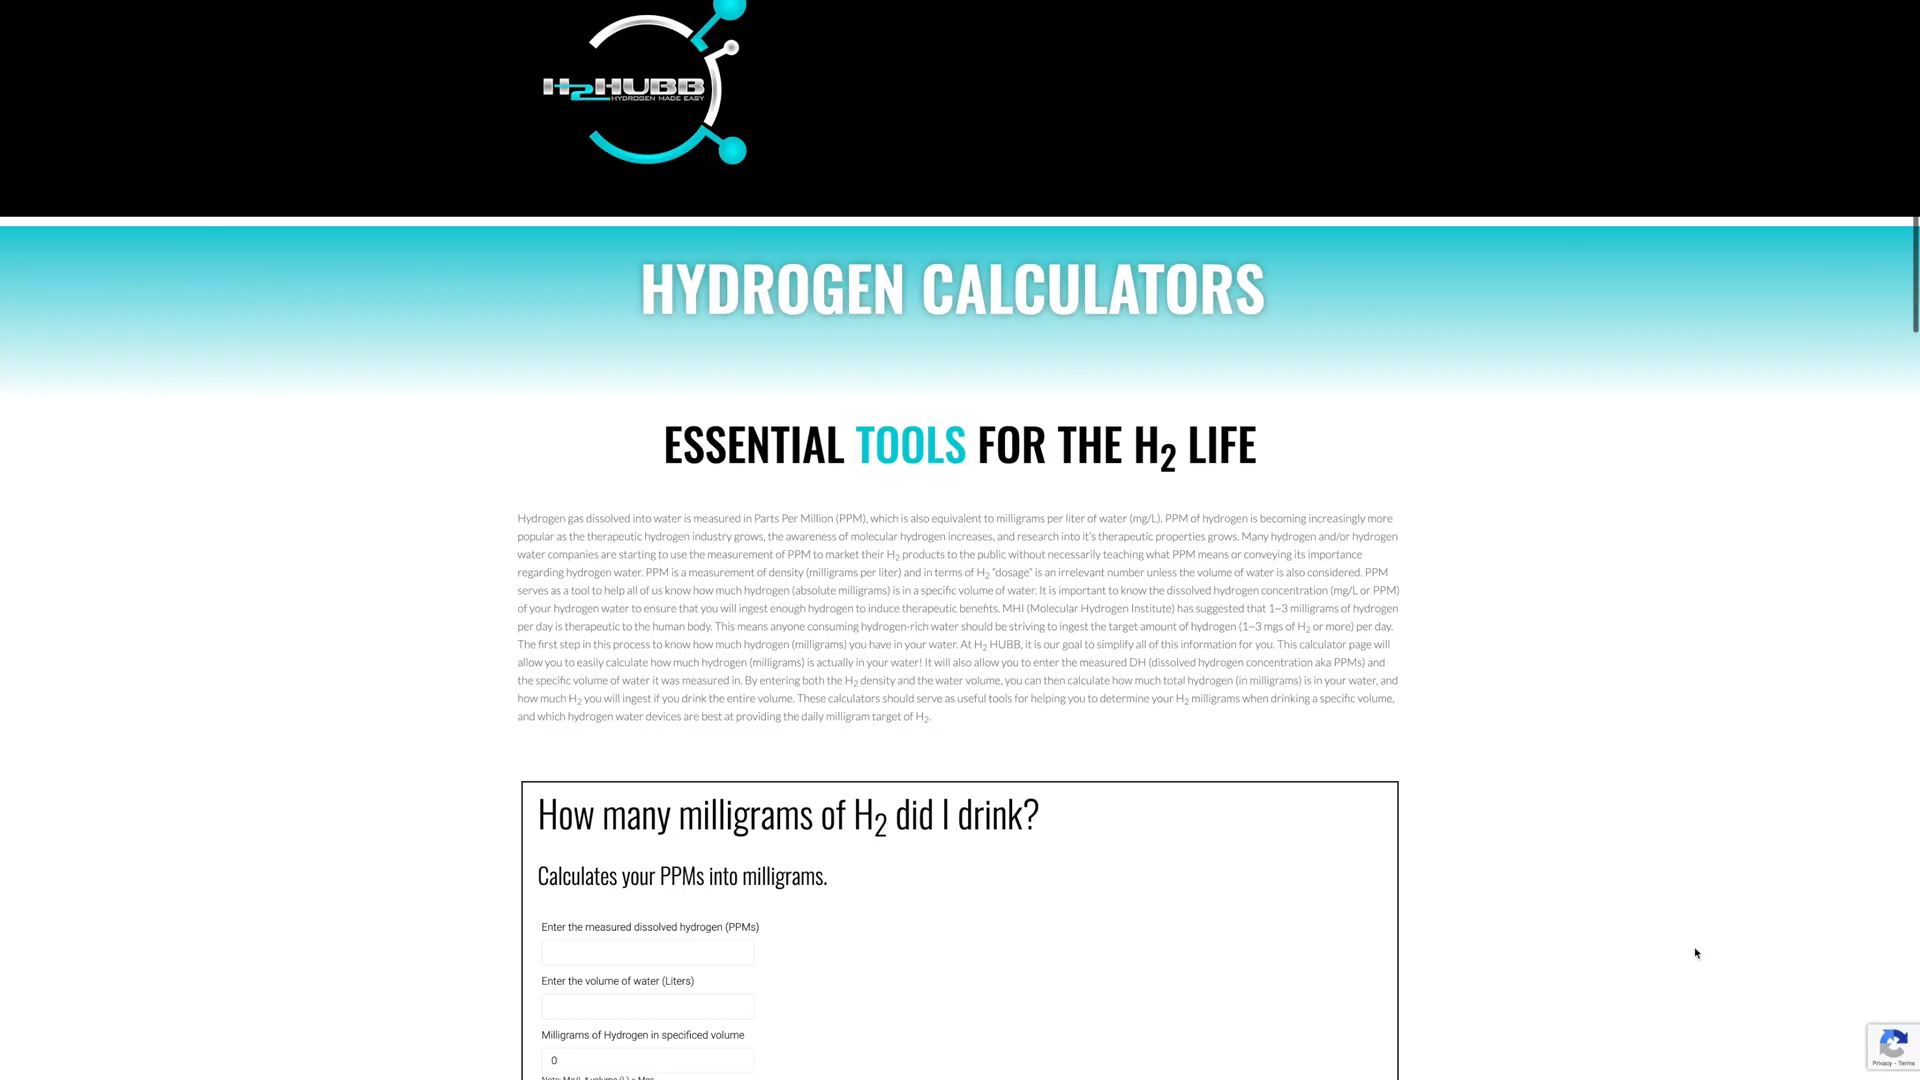 H2HUBB
HYDROGEN MADE EASY
HYDROGEN CALCULATORS
ESSENTIAL TOOLS FOR THE H2 LIFE
Hydrogen gas dissolved into water is measured in Parts Per Million (PPM), which is also equivalent to milligrams per liter of water (mg/L). PPM of hydrogen is becoming increasingly more
popular as the therapeutic hydrogen industry grows, the awareness of molecular hydrogen increases, and research into it's therapeutic properties grows. Many hydrogen and/or hydrogen
water companies are starting to use the measurement of PPM to market their H2 products to the public without necessarily teaching what PPM means or conveying its importance
regarding hydrogen water. PPM is a measurement of density (milligrams per liter) and in terms of H2 "dosage" is an irrelevant number unless the volume of water is also considered. PPM
serves as a tool to help all of us know how much hydrogen (absolute milligrams) is in a specific volume of water. It is important to know the dissolved hydrogen concentration (mg/L or PPM)
of your hydrogen water to ensure that you will ingest enough hydrogen to induce therapeutic benefits. MHI (Molecular Hydrogen Institute) has suggested that 1–3 milligrams of hydrogen
per day is therapeutic to the human body. This means anyone consuming hydrogen-rich water should be striving to ingest the target amount of hydrogen (1–3 mgs of H2 or more) per day.
The first step in this process to know how much hydrogen (milligrams) you have in your water. At H2 HUBB, it is our goal to simplify all of this information for you. This calculator page will
allow you to easily calculate how much hydrogen (milligrams) is actually in your water! It will also allow you to enter the measured DH (dissolved hydrogen concentration aka PPMs) and
the specific volume of water it was measured in. By entering both the H2 density and the water volume, you can then calculate how much total hydrogen (in milligrams) is in your water, and
how much H2 you will ingest if you drink the entire volume. These calculators should serve as useful tools for helping you to determine your H2 milligrams when drinking a specific volume,
and which hydrogen water devices are best at providing the daily milligram target of H2.
How many milligrams of H2 did I drink?
Calculates your PPMs into milligrams.
Enter the measured dissolved hydrogen (PPMs)
Enter the volume of water (Liters)
Milligrams of Hydrogen in specificed volume
0
Privacy - Terms